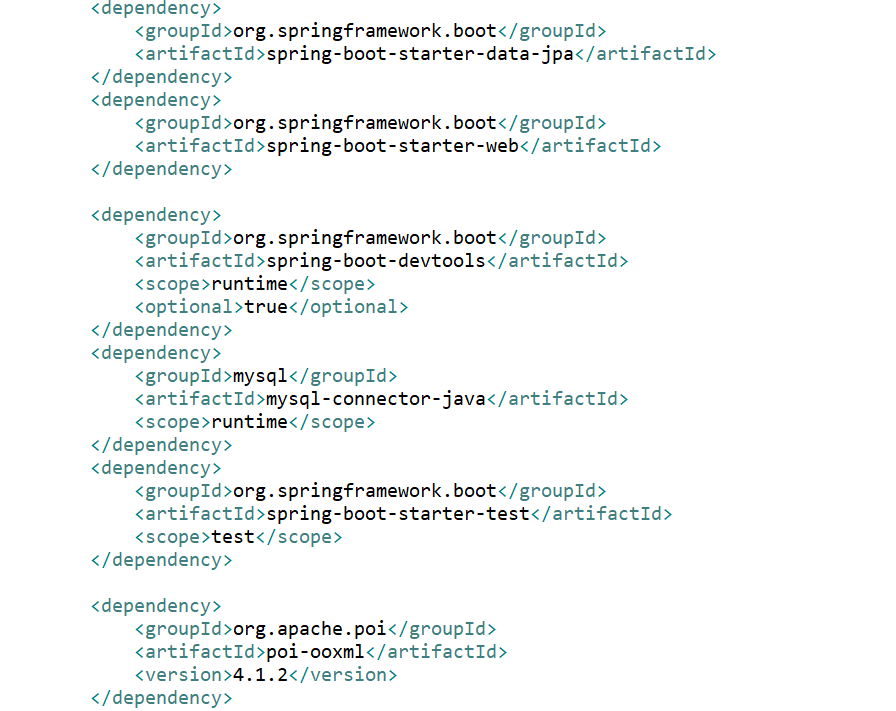 <dependency>
<groupId>org.springframework.boot</groupId>
<artifactId>spring-boot-starter-data-jpa</artifactId>
</dependency>
<dependency>
<groupId>org.springframework.boot</groupId>
<artifactId>spring-boot-starter-web</artifactId>
</dependency>
<dependency>
<groupId>org.springframework.boot</groupId>
<artifactId>spring-boot-devtools</artifactId>
<scope>runtime</scope>
<optional>true</optional>
</dependency>
<dependency>
<groupId>mysql</groupId>
<artifactId>mysql-connector-java</artifactId>
<scope>runtime</scope>
</dependency>
<dependency>
<groupId>org.springframework.boot</groupId>
<artifactId>spring-boot-starter-test</artifactId>
<scope>test</scope>
</dependency>
<dependency>
<groupId>org.apache.poi</groupId>
<artifactId>poi-ooxml</artifactId>
<version>4.1.2</version>
</dependency>